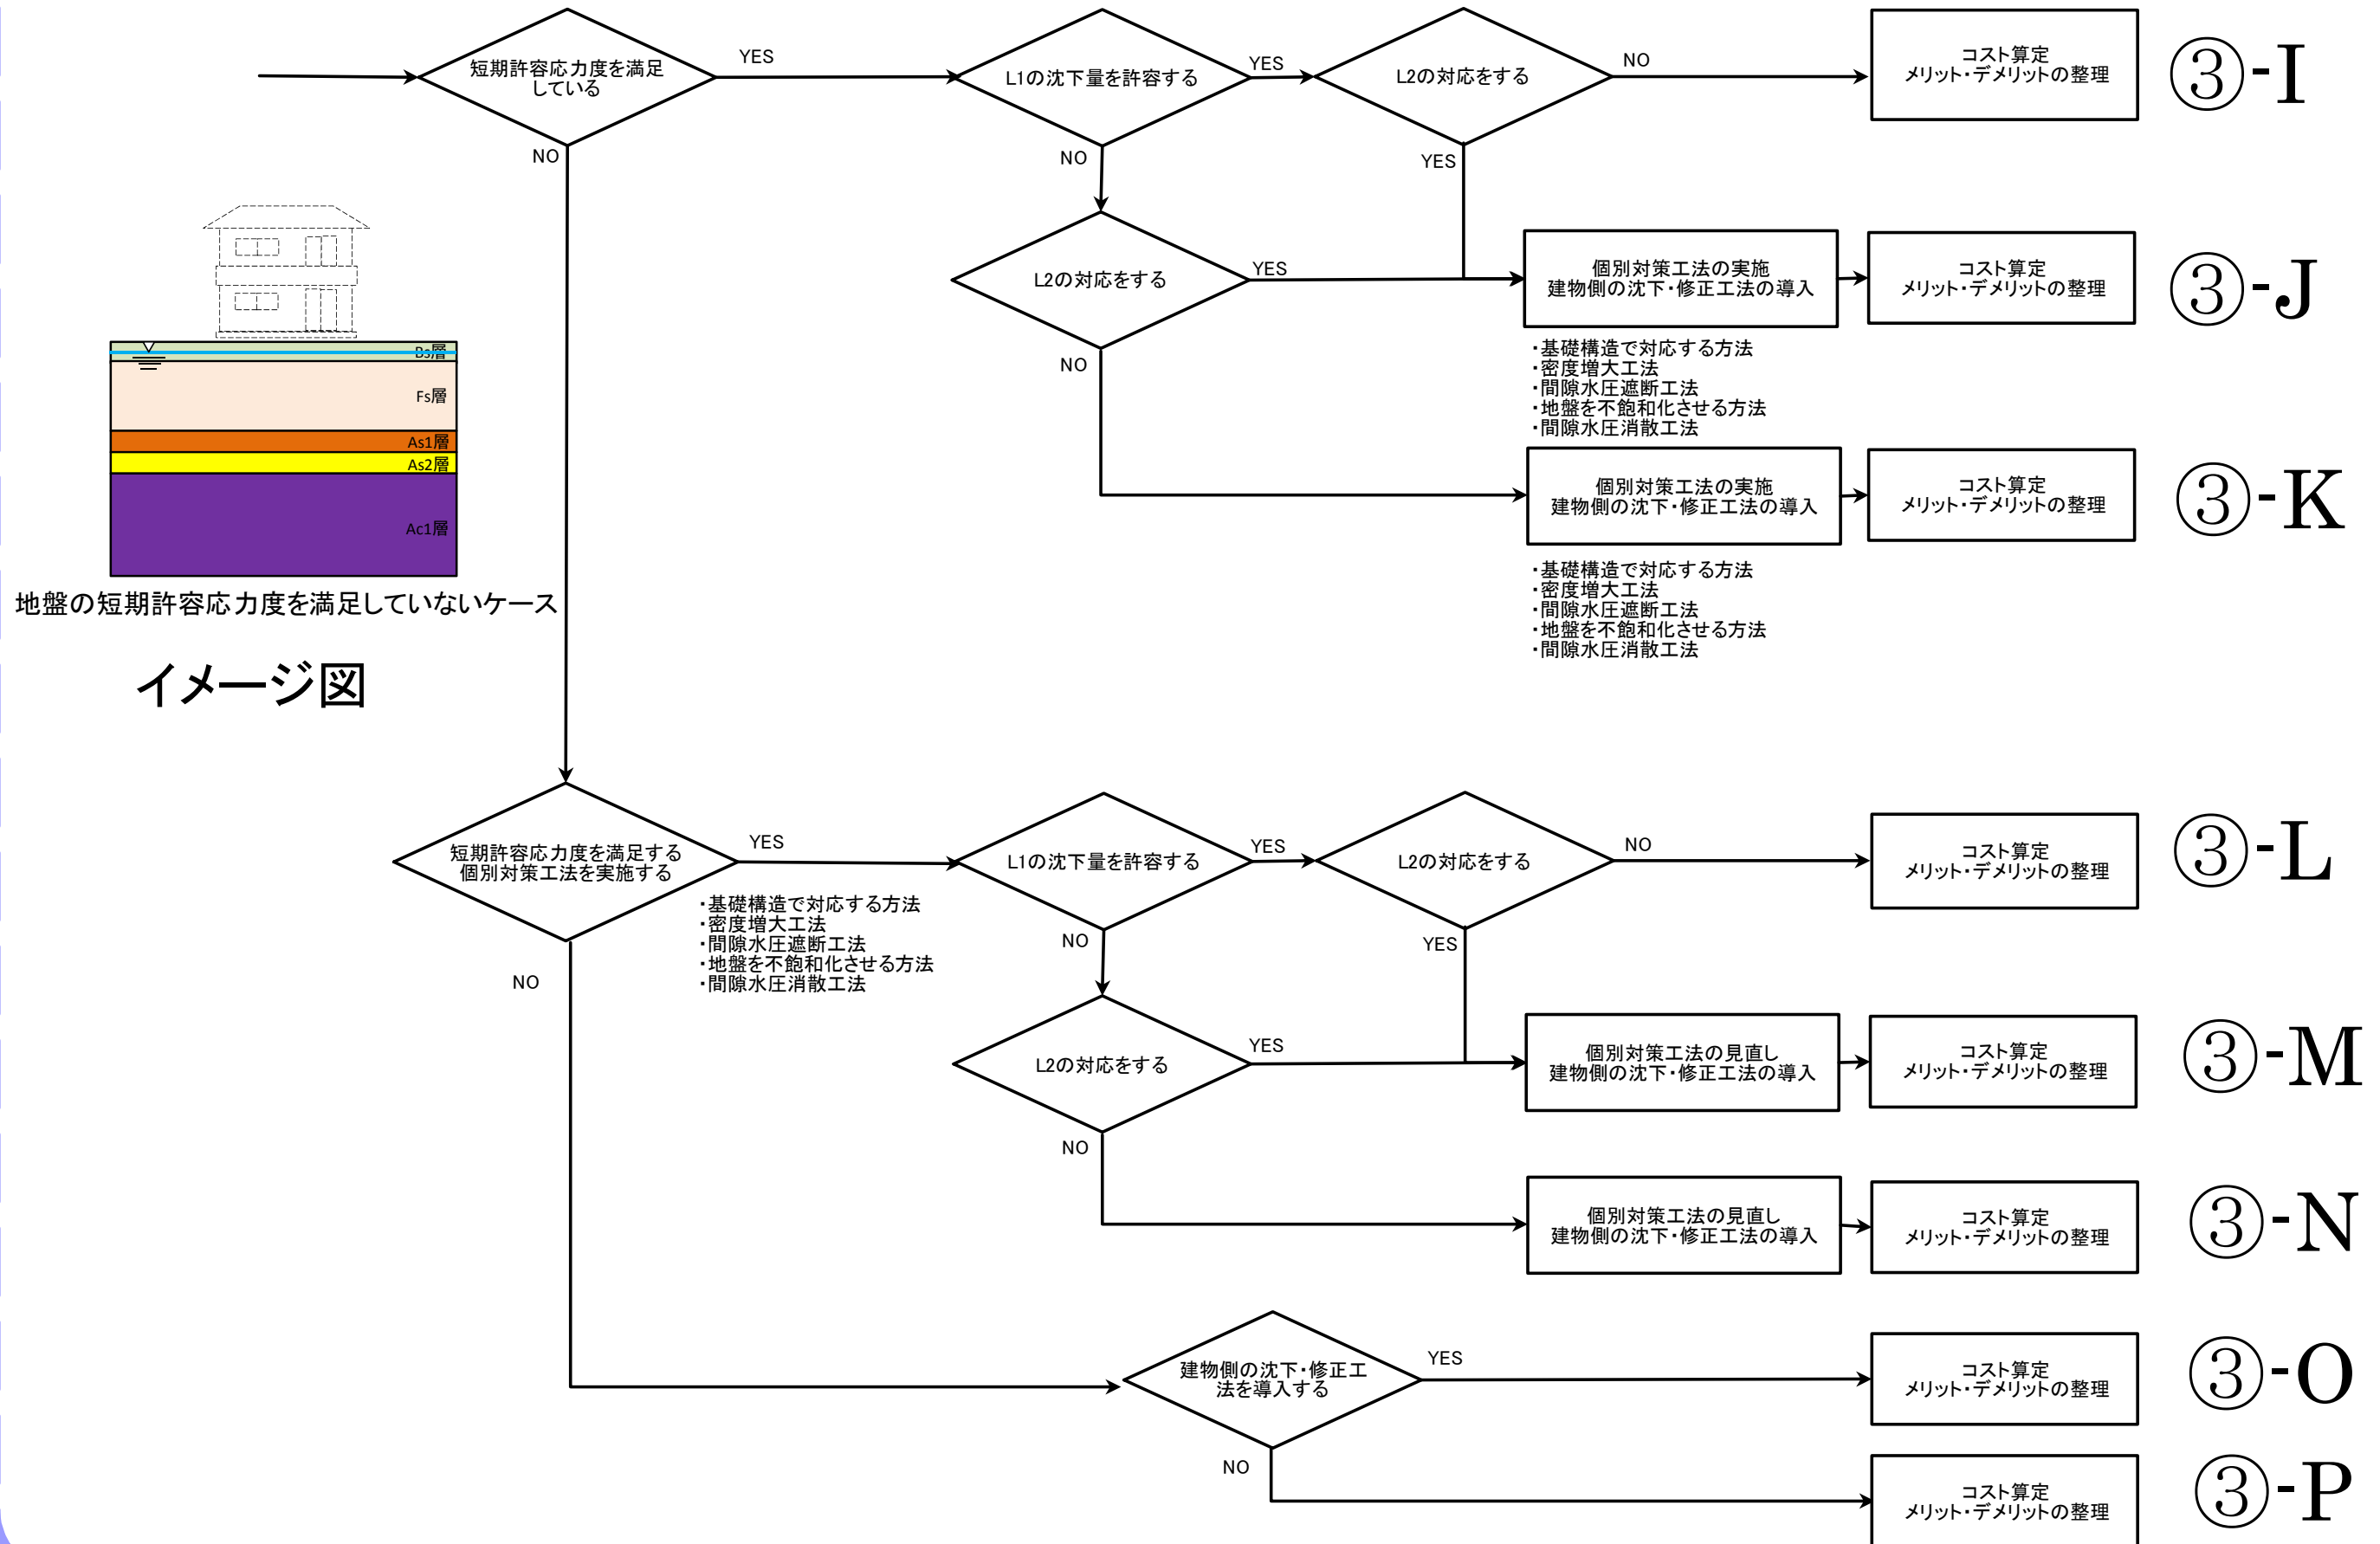 短期許容応力度を満足
している
YES
L1の沈下量を許容する
YES
L2の対応をする
NO
コスト算定
メリット・デメリットの整理
③-I
NO
NO
YES
L2の対応をする
YES
個別対策工法の実施
建物側の沈下・修正工法の導入
コスト算定
メリット・デメリットの整理
③-J
・基礎構造で対応する方法
・密度増大工法
・間隙水圧遮断工法
・地盤を不飽和化させる方法
・間隙水圧消散工法
NO
個別対策工法の実施
建物側の沈下・修正工法の導入
コスト算定
メリット・デメリットの整理
③-K
・基礎構造で対応する方法
・密度増大工法
・間隙水圧遮断工法
・地盤を不飽和化させる方法
・間隙水圧消散工法
Bs層
Fs層
As1層
As2層
Ac1層
地盤の短期許容応力度を満足していないケース
イメージ図
短期許容応力度を満足する
個別対策工法を実施する
YES
・基礎構造で対応する方法
・密度増大工法
・間隙水圧遮断工法
・地盤を不飽和化させる方法
・間隙水圧消散工法
L1の沈下量を許容する
YES
L2の対応をする
NO
コスト算定
メリット・デメリットの整理
③-L
NO
NO
YES
L2の対応をする
YES
個別対策工法の見直し
建物側の沈下・修正工法の導入
コスト算定
メリット・デメリットの整理
③-M
NO
個別対策工法の見直し
建物側の沈下・修正工法の導入
コスト算定
メリット・デメリットの整理
③-N
建物側の沈下・修正工
法を導入する
YES
コスト算定
メリット・デメリットの整理
③-O
NO
コスト算定
メリット・デメリットの整理
③-P